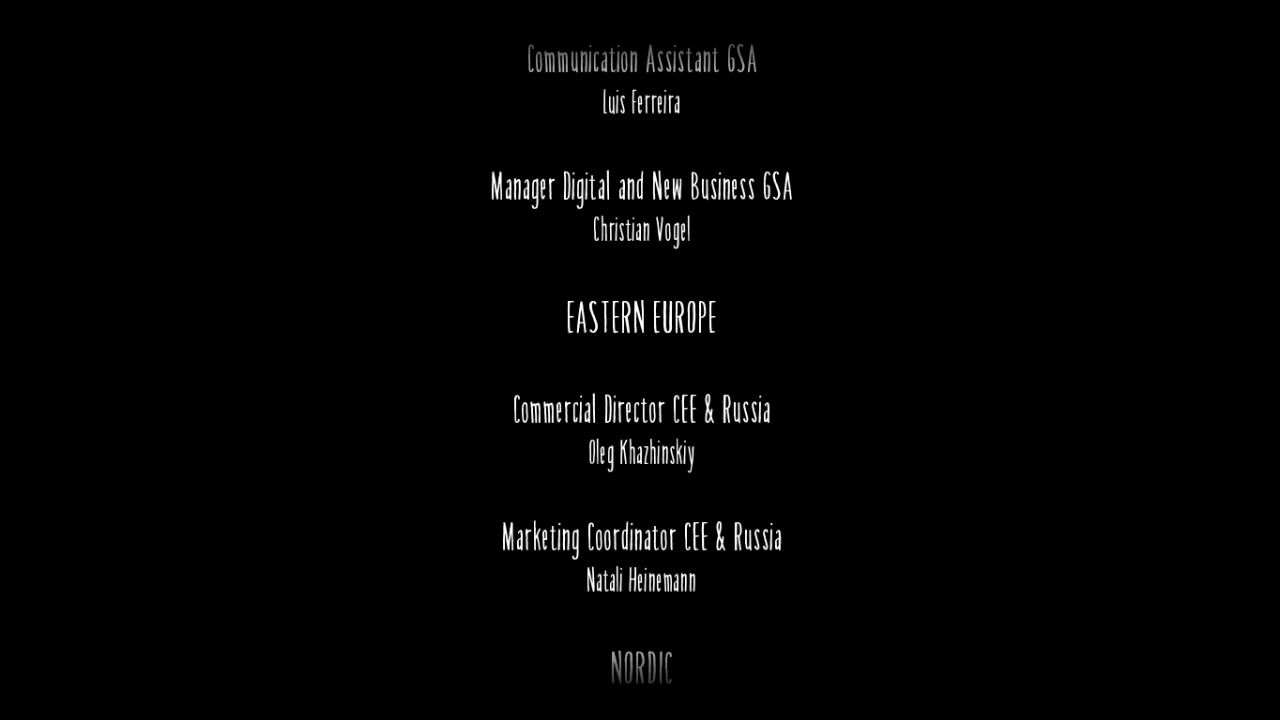 Communication Assistant GSA
Luis Ferreira
Manager Digital and New Business GSA
Christian Vogel
EASTERN EUROPE
Commercial Director CEE & Russia
Oleg Khazhinskiy
Marketing Coordinator CEE & Russia
Natali Heinemann
NORDIC